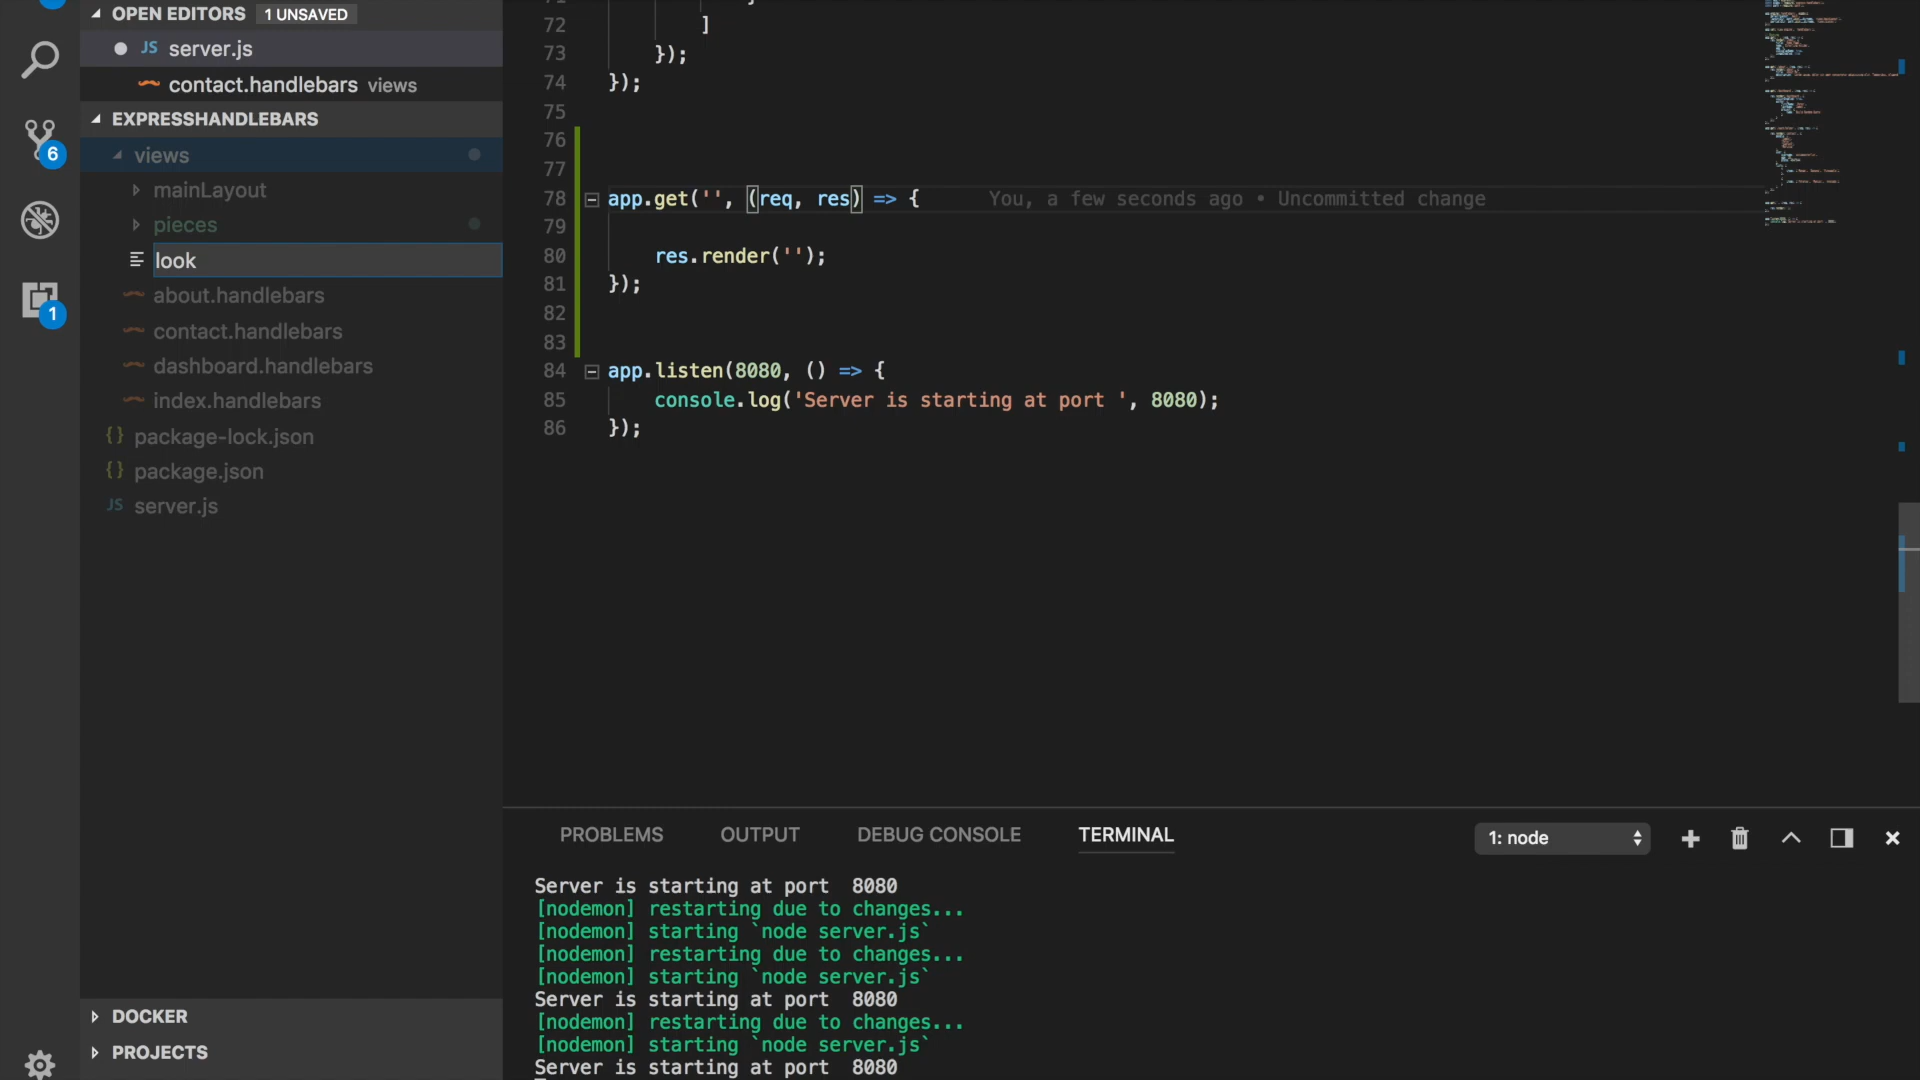 OPEN EDITORS 1 UNSAVED
JS server.js
contact.handlebars views
EXPRESSHANDLEBARS
views
mainLayout
pieces
look
about.handlebars
contact.handlebars
dashboard.handlebars
index.handlebars
{} package-lock.json
{} package.json
JS server.js
DOCKER
PROJECTS
6
1
72 ]
73 });
74 });
75
76
77
78 app.get('', (req, res) => { You, a few seconds ago • Uncommitted change
79
80 res.render('');
81 });
82
83
84 app.listen(8080, () => {
85 console.log('Server is starting at port ', 8080);
86 });
PROBLEMS OUTPUT DEBUG CONSOLE TERMINAL 1: node
Server is starting at port  8080
[nodemon] restarting due to changes...
[nodemon] starting `node server.js`
[nodemon] restarting due to changes...
[nodemon] starting `node server.js`
Server is starting at port  8080
[nodemon] restarting due to changes...
[nodemon] starting `node server.js`
Server is starting at port  8080